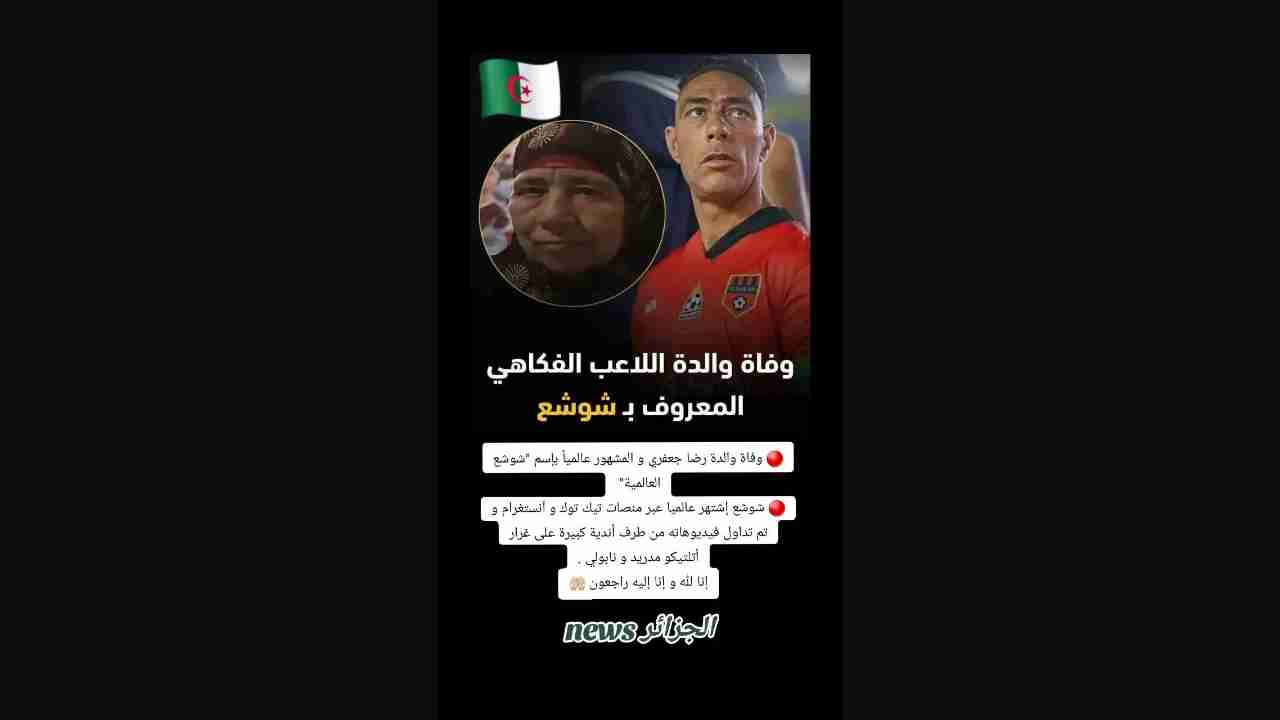 وفاة والدة اللاعب الفكاهي
المعروف بـ شوشع
🔴 وفاة والدة رضا جعفري و المشهور عالمياً بإسم "شوشع
العالمية"
🔴 شوشع إشتهر عالميا عبر منصات تيك توك و أنستغرام و
تم تداول فيديوهاته من طرف أندية كبيرة على غرار
أتلتيكو مدريد و نابولي .
إنا لله و إنا إليه راجعون 🤲🏼
الجزائر news